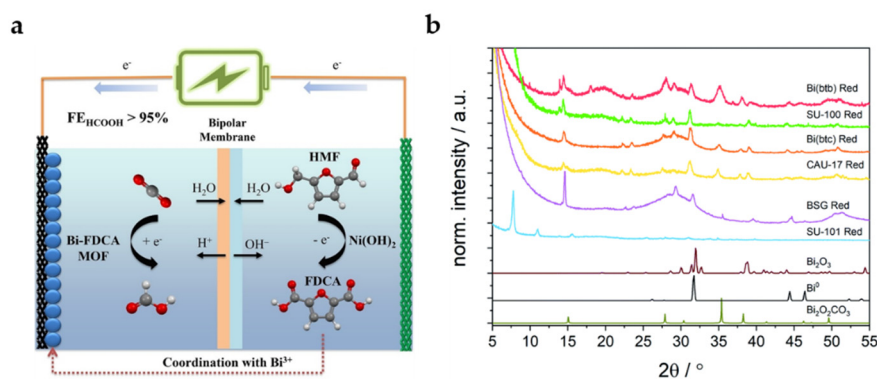 a
e-
e-
FE_HCOOH > 95%
Bipolar
Membrane
HMF
H₂O
H₂O
Bi-FDCA
MOF
+ e-
H⁺
OH⁻
- e-
Ni(OH)₂
FDCA
Coordination with Bi³⁺
b
norm. intensity / a.u.
Bi(btb) Red
SU-100 Red
Bi(btc) Red
CAU-17 Red
BSG Red
SU-101 Red
Bi₂O₃
Bi⁰
Bi₂O₂CO₃
5 10 15 20 25 30 35 40 45 50 55
2θ / °